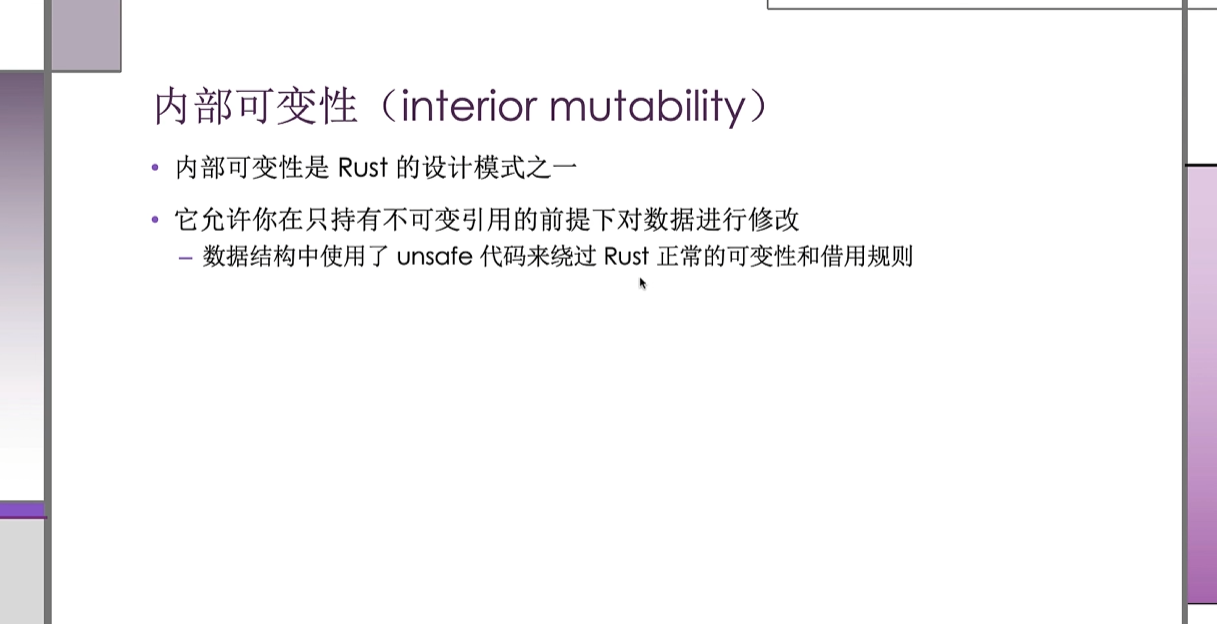 内部可变性（interior mutability）
• 内部可变性是 Rust 的设计模式之一
• 它允许你在只持有不可变引用的前提下对数据进行修改
– 数据结构中使用了 unsafe 代码来绕过 Rust 正常的可变性和借用规则